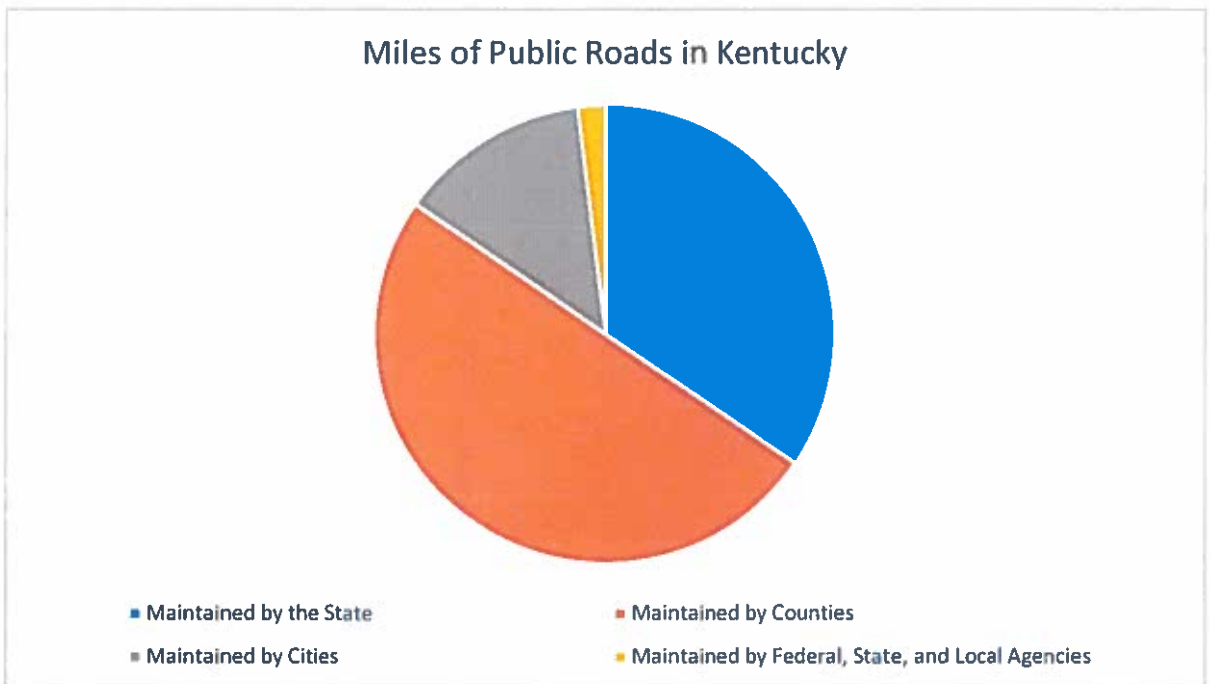 Miles of Public Roads in Kentucky
Maintained by the State
Maintained by Counties
Maintained by Cities
Maintained by Federal, State, and Local Agencies